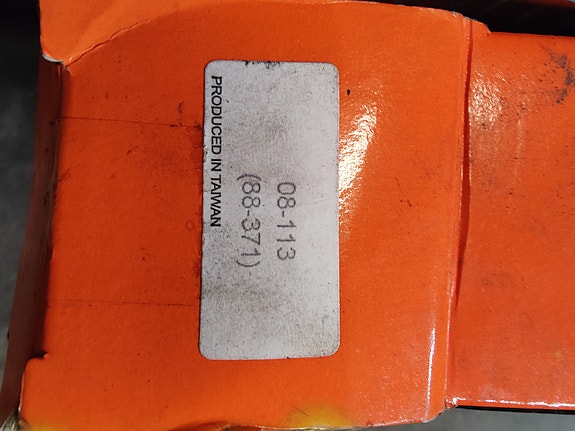 08-113
(88-371)
PRODUCED IN TAIWAN